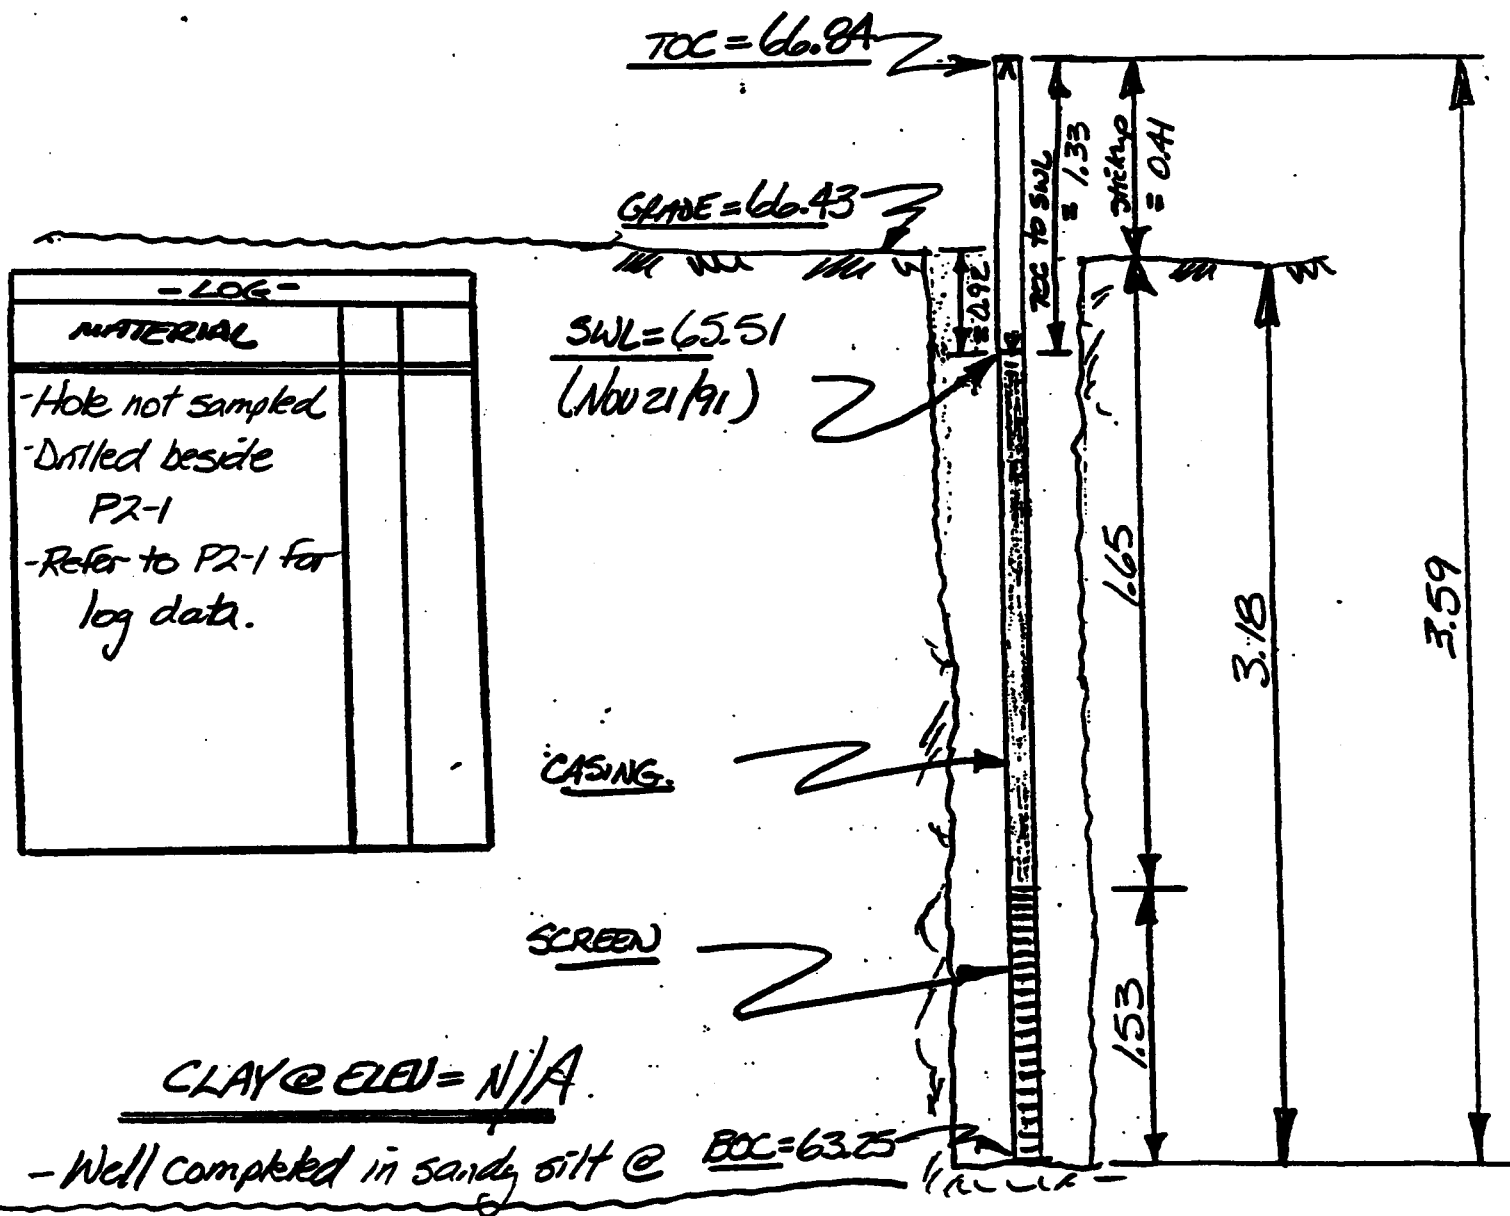 TOC = 66.84
GRADE = 66.43
TOC TO SWL = 1.33
stickup = 0.41
= 0.92
- LOG -
MATERIAL
- Hole not sampled
- Drilled beside
P2-1
- Refer to P2-1 for
log data.
SWL = 65.51
(Nov 21/91)
1.65
3.18
3.59
CASING.
SCREEN
1.53
CLAY @ ELEV = N/A
- Well completed in sandy silt @ BOC = 63.25